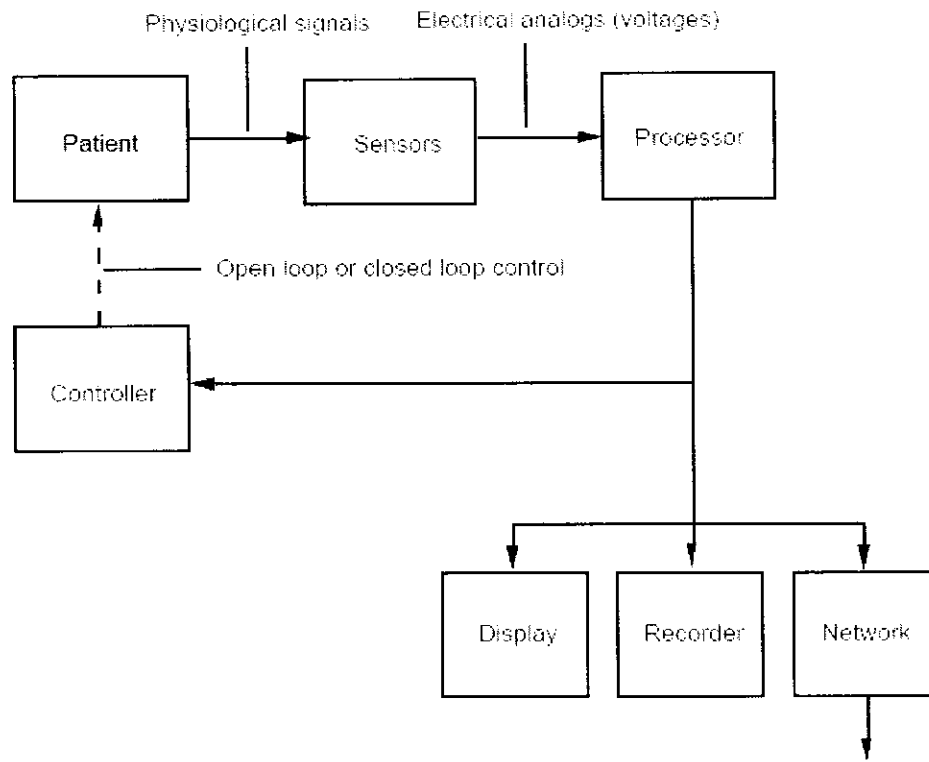 Physiological signals
Electrical analogs (voltages)
Patient
Sensors
Processor
Open loop or closed loop control
Controller
Display
Recorder
Network